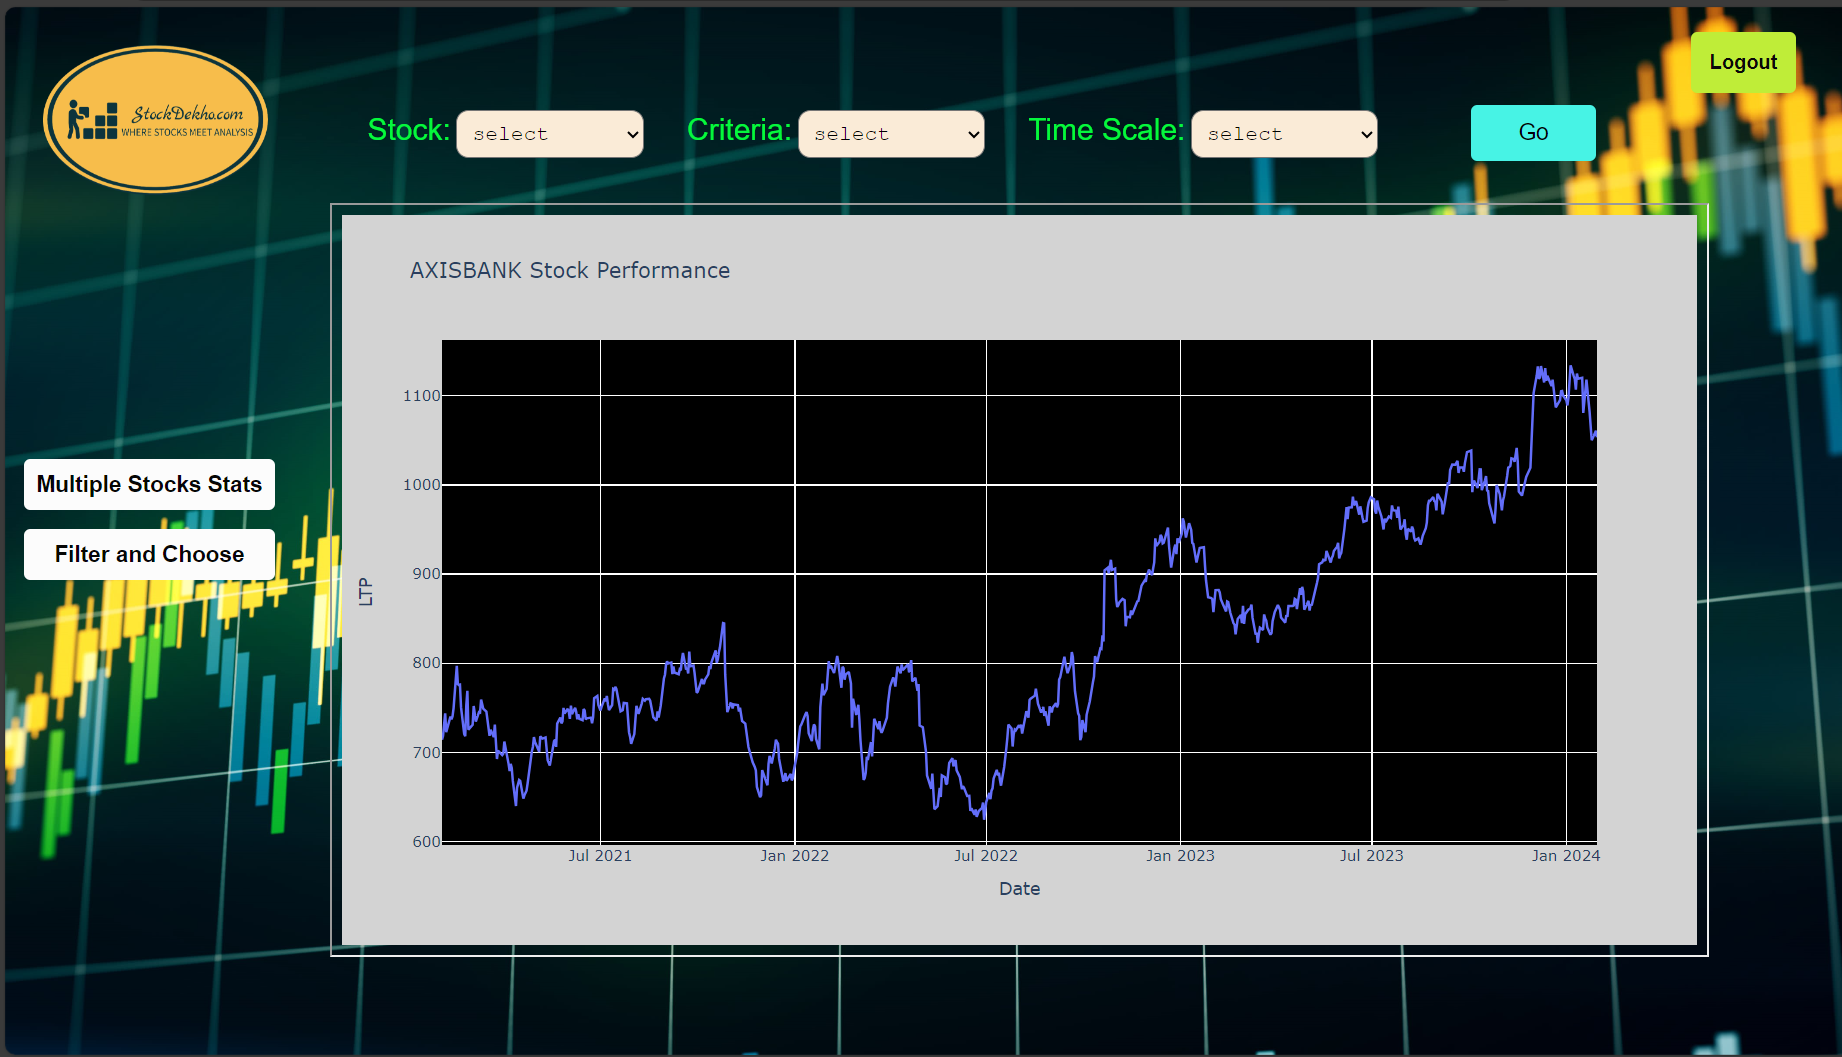 StockDekho.com
WHERE STOCKS MEET ANALYSIS
Logout
Stock: select Criteria: select Time Scale: select Go
Multiple Stocks Stats
Filter and Choose
AXISBANK Stock Performance
LTP
1100
1000
900
800
700
600
Jul 2021 Jan 2022 Jul 2022 Jan 2023 Jul 2023 Jan 2024
Date